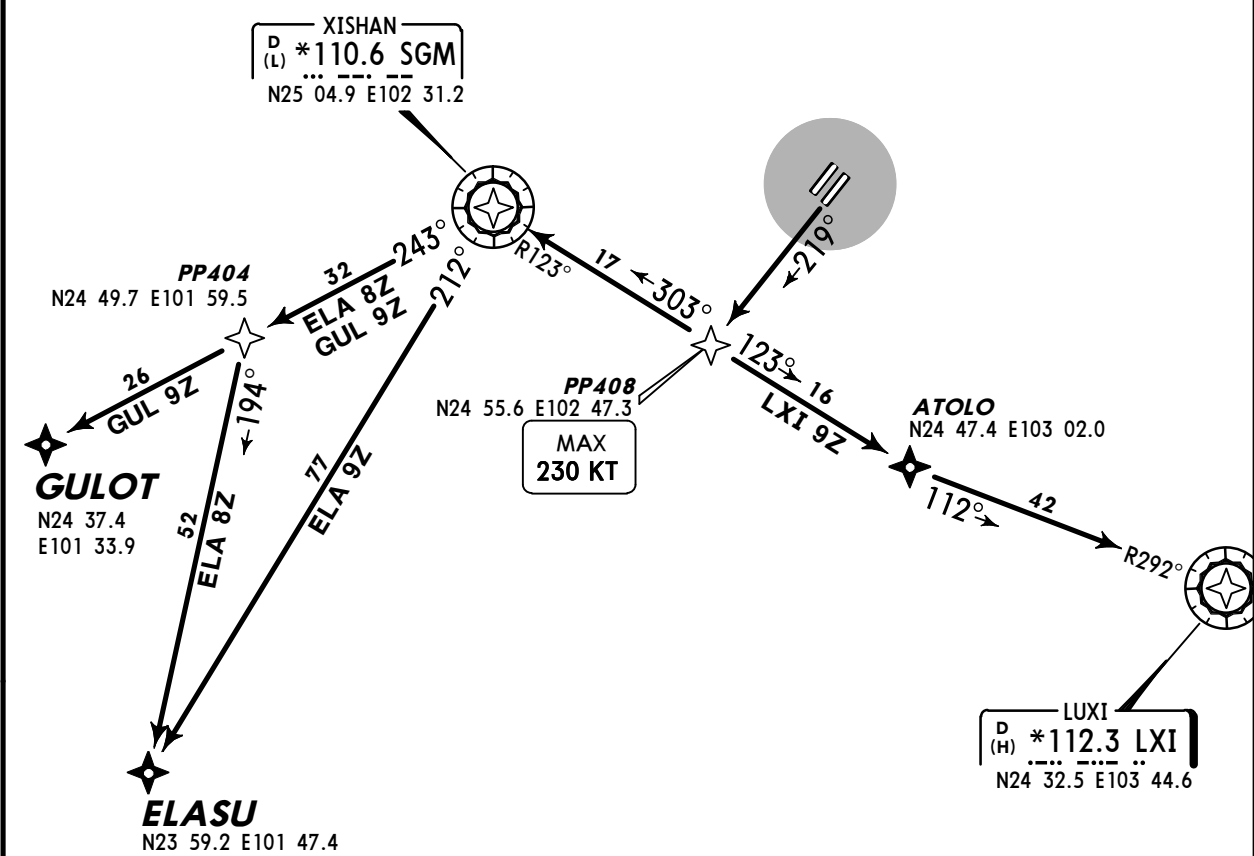 XISHAN
D
(L) *110.6 SGM
N25 04.9 E102 31.2
R123°
17
303°
219°
243°
212°
32
ELA 8Z
GUL 9Z
PP404
N24 49.7 E101 59.5
26
GUL 9Z
194°
GULOT
N24 37.4
E101 33.9
52
ELA 8Z
77
ELA 9Z
PP408
N24 55.6 E102 47.3
MAX
230 KT
123°
16
LXI 9Z
ATOLO
N24 47.4 E103 02.0
112°
42
R292°
LUXI
D
(H) *112.3 LXI
N24 32.5 E103 44.6
ELASU
N23 59.2 E101 47.4